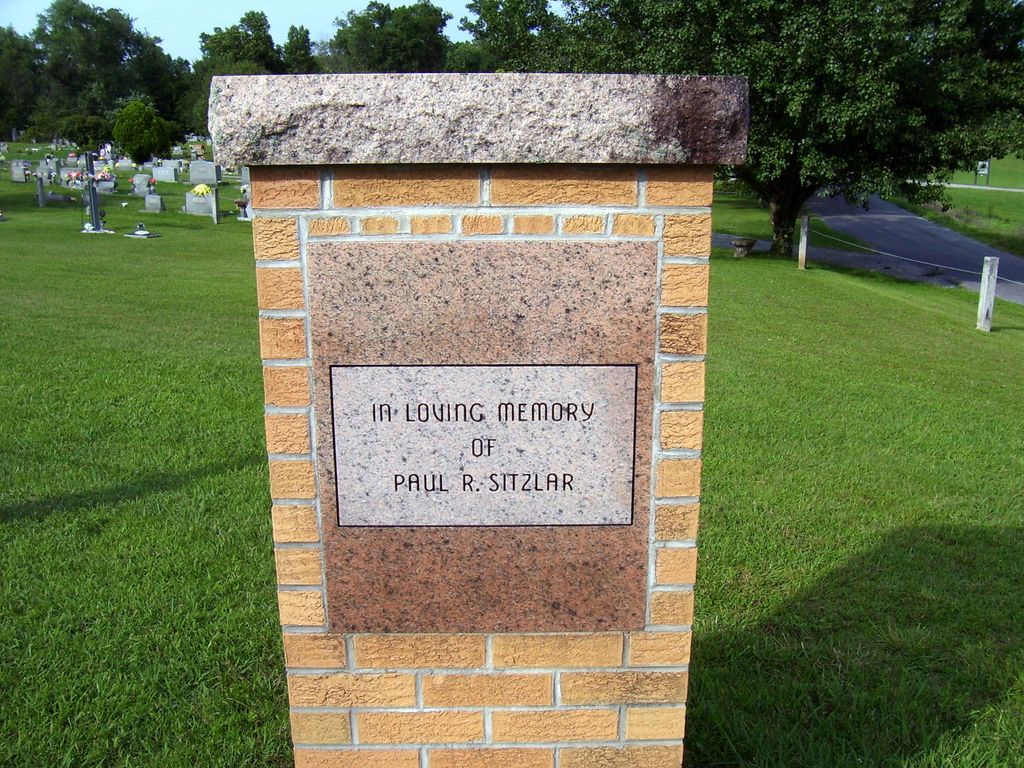 IN LOVING MEMORY
OF
PAUL R. SITZLAR